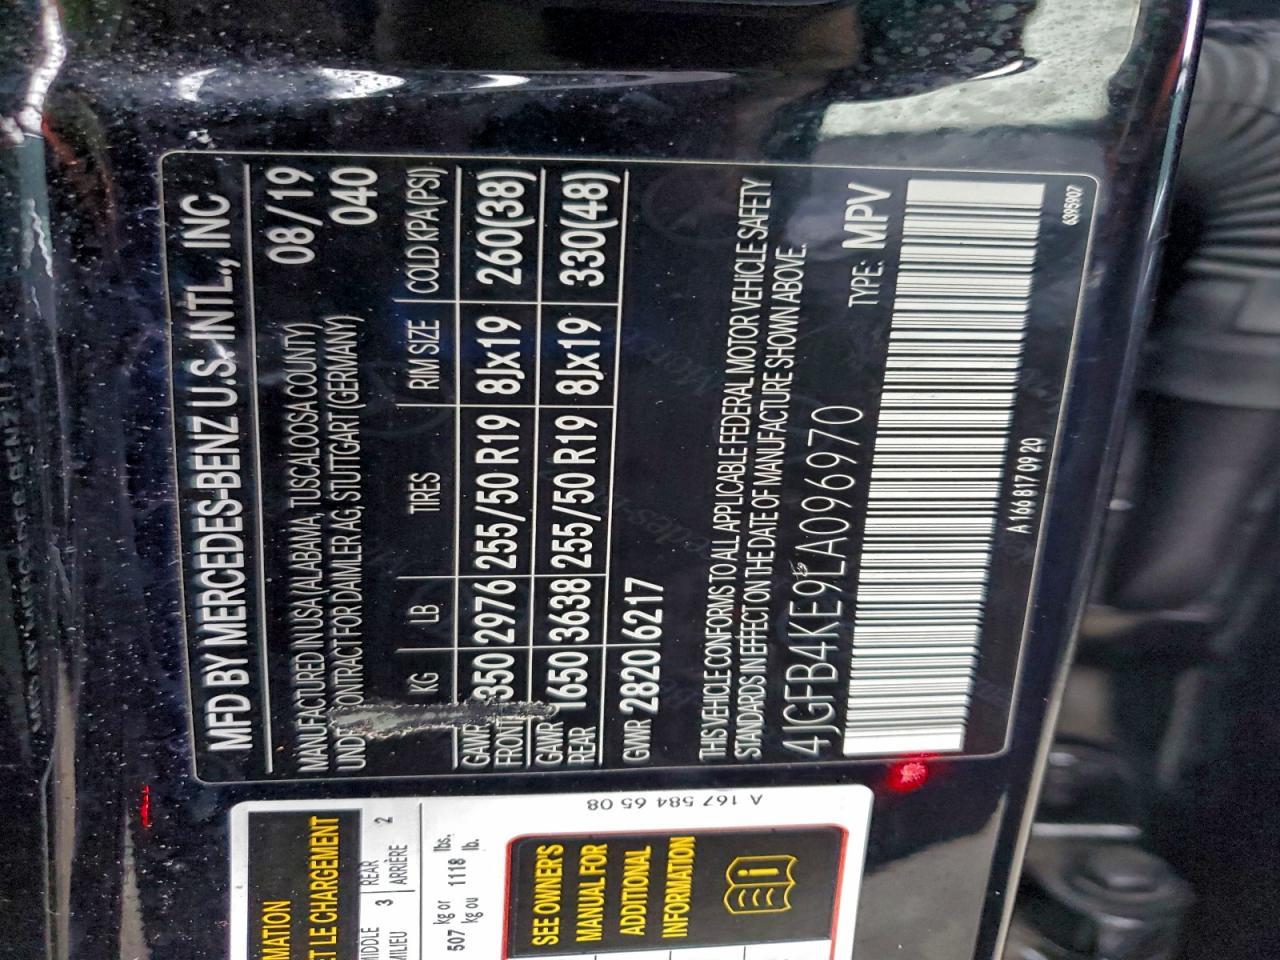 MFD BY MERCEDES-BENZ U.S. INTL., INC
MANUFACTURED IN USA (ALABAMA, TUSCALOOSA COUNTY) 08/19
CONTRACT FOR DAIMLER AG, STUTTGART (GERMANY) 040
KG LB TIRES RIM SIZE COLD KPA (PSI)
GAWR FRONT 2976 255/50 R19 8Jx19 260(38)
GAWR REAR 1650 3638 255/50 R19 8Jx19 330(48)
GWR 2820 6217
THIS VEHICLE CONFORMS TO ALL APPLICABLE FEDERAL MOTOR VEHICLE SAFETY
STANDARDS IN EFFECT ON THE DATE OF MANUFACTURE SHOWN ABOVE.
4JGFB4KE9LA096970 TYPE: MPV
A 166 817 09 20
6395907
MATION
ET LE CHARGEMENT
MIDDLE 3 REAR 2
MILIEU ARRIÈRE
507 kg or 1118 lbs.
kg ou lb.
SEE OWNER'S
MANUAL FOR
ADDITIONAL
INFORMATION
A 167 584 65 08